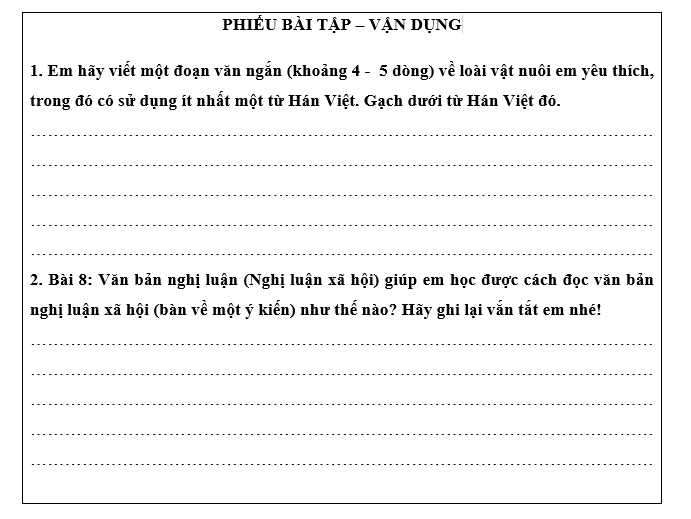 PHIẾU BÀI TẬP – VẬN DỤNG
1. Em hãy viết một đoạn văn ngắn (khoảng 4 - 5 dòng) về loài vật nuôi em yêu thích,
trong đó có sử dụng ít nhất một từ Hán Việt. Gạch dưới từ Hán Việt đó.
2. Bài 8: Văn bản nghị luận (Nghị luận xã hội) giúp em học được cách đọc văn bản
nghị luận xã hội (bàn về một ý kiến) như thế nào? Hãy ghi lại vắn tắt em nhé!